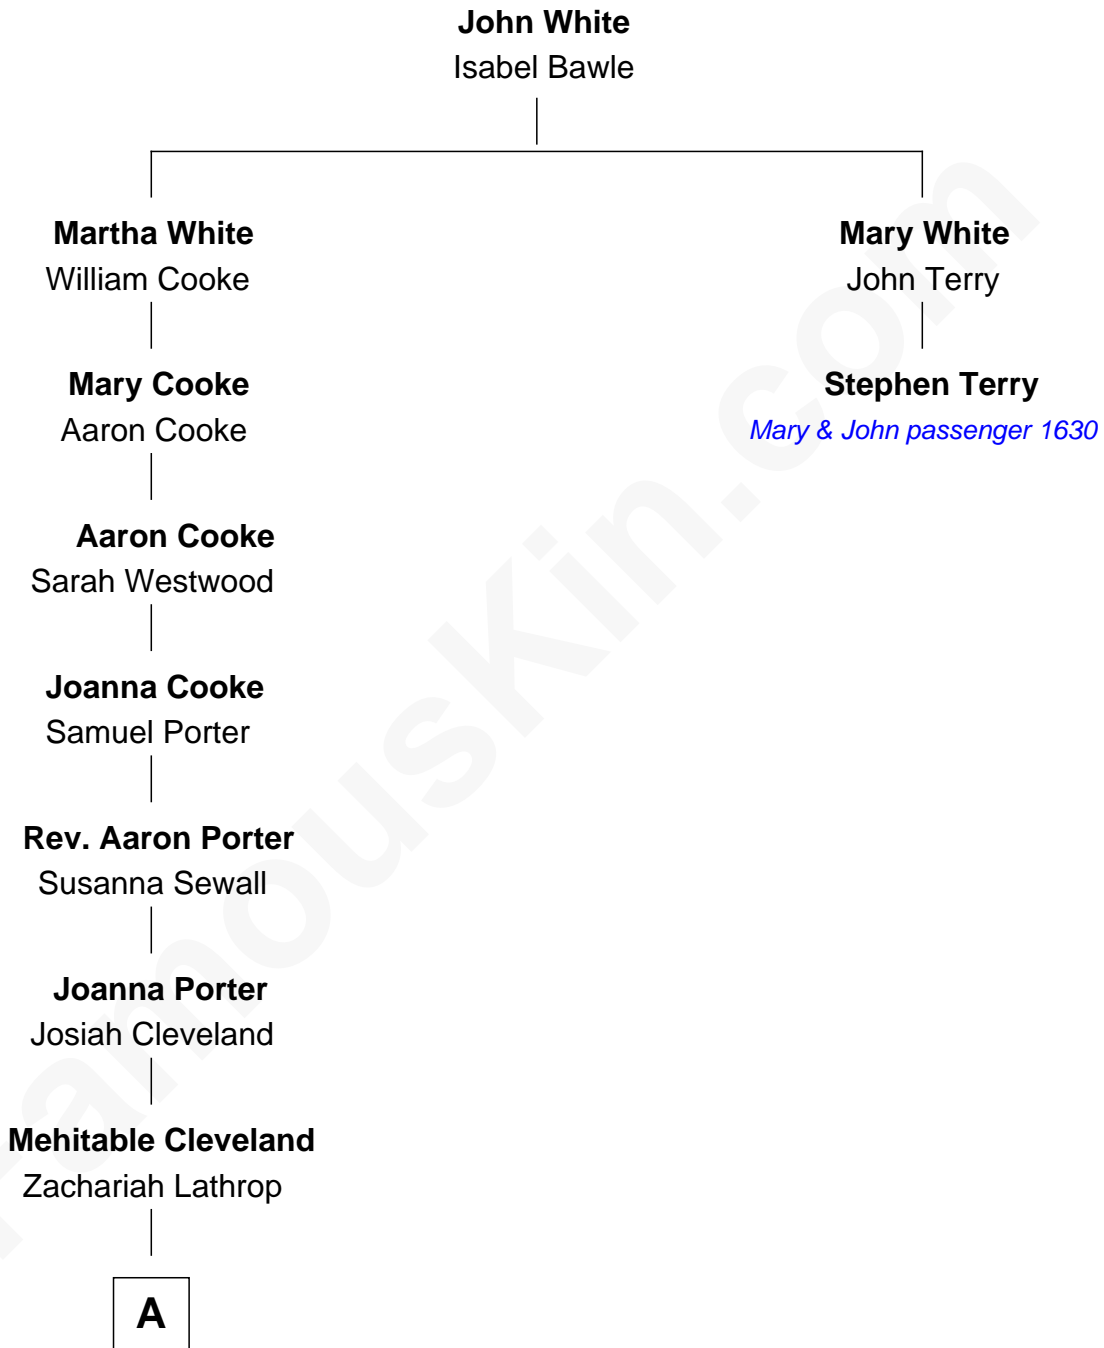 John White
Isabel Bawle
Martha White
William Cooke
Mary White
John Terry
Mary Cooke
Aaron Cooke
Stephen Terry
Mary & John passenger 1630
Aaron Cooke
Sarah Westwood
Joanna Cooke
Samuel Porter
Rev. Aaron Porter
Susanna Sewall
Joanna Porter
Josiah Cleveland
Mehitable Cleveland
Zachariah Lathrop
A
FamousKin.com